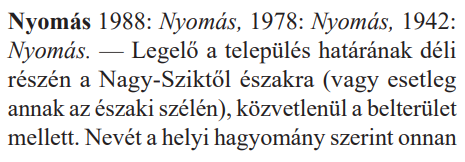 Nyomás 1988: Nyomás, 1978: Nyomás, 1942:
Nyomás. — Legelő a település határának déli
részén a Nagy-Sziktől északra (vagy esetleg
annak az északi szélén), közvetlenül a belterület
mellett. Nevét a helyi hagyomány szerint onnan